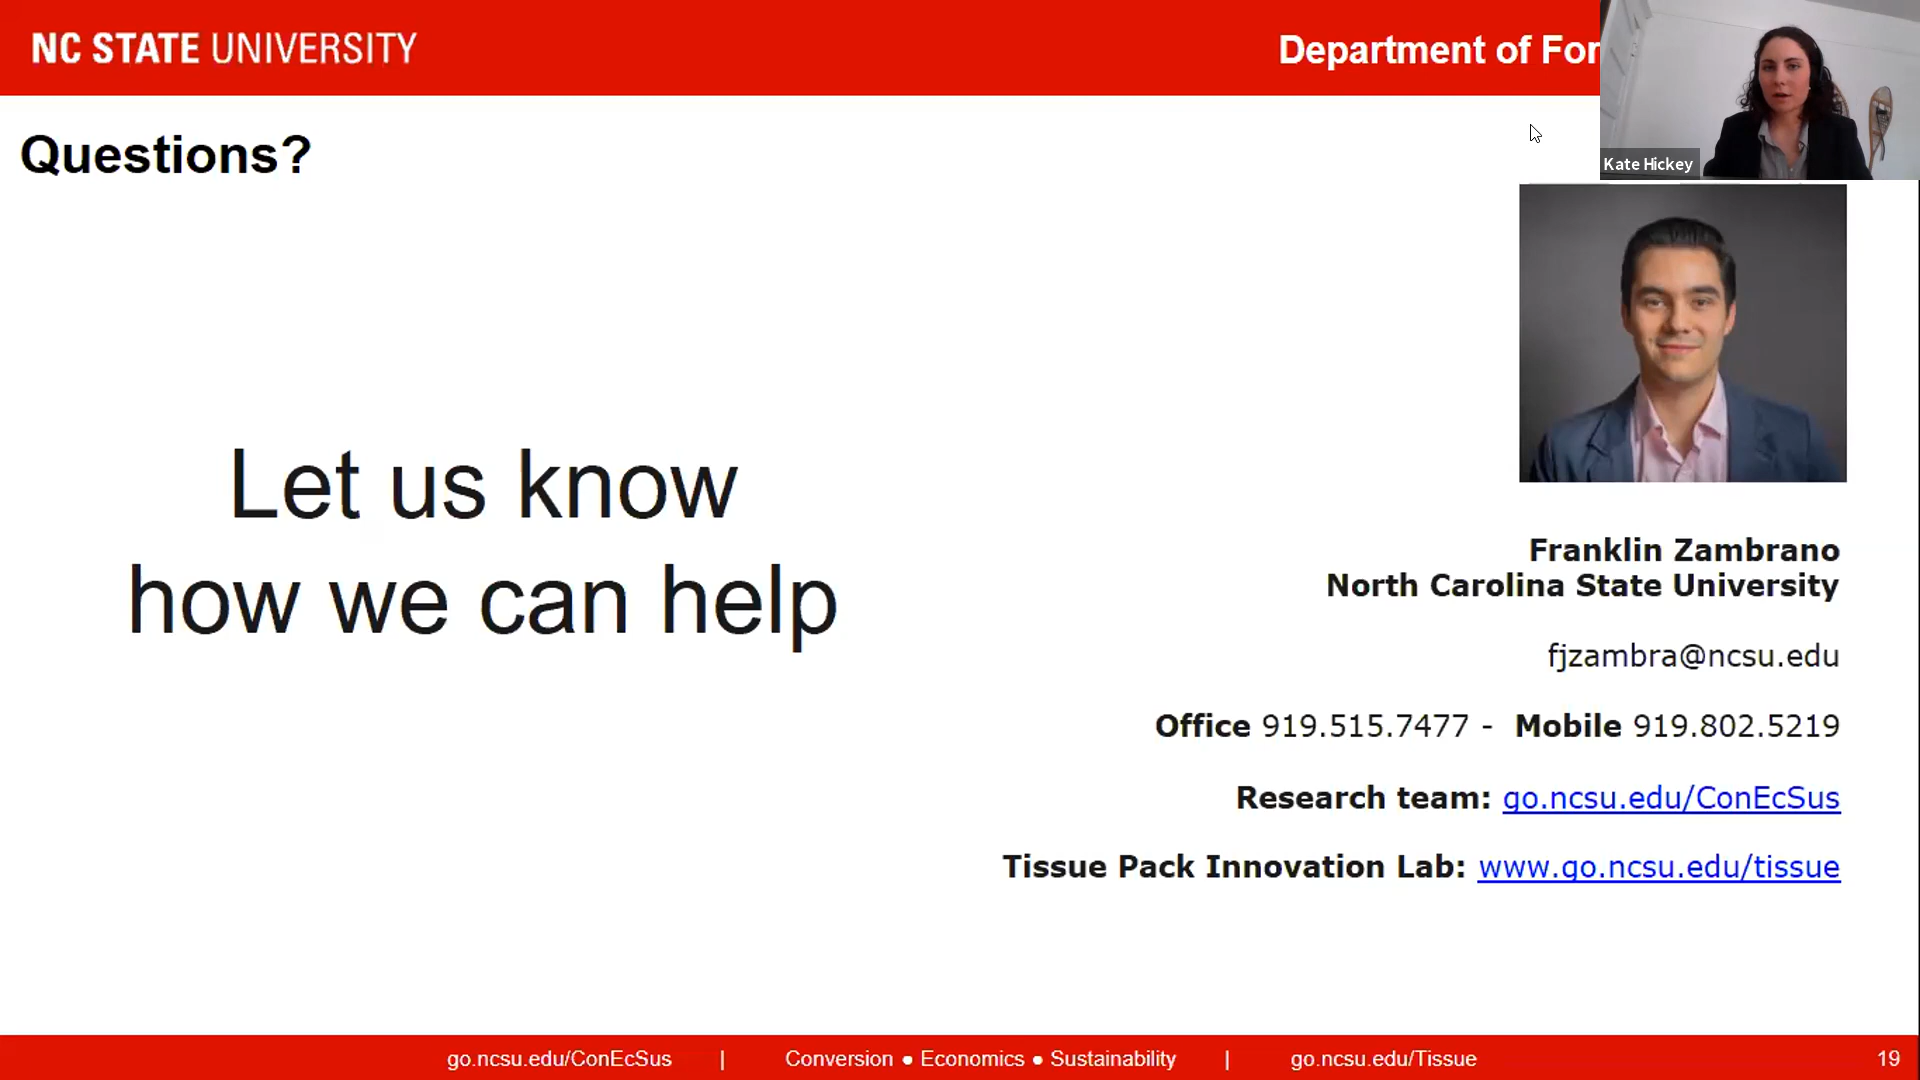 NC STATE UNIVERSITY
Department of For
Kate Hickey
Questions?
Let us know
how we can help
Franklin Zambrano
North Carolina State University
fjzambra@ncsu.edu
Office 919.515.7477 - Mobile 919.802.5219
Research team: go.ncsu.edu/ConEcSus
Tissue Pack Innovation Lab: www.go.ncsu.edu/tissue
go.ncsu.edu/ConEcSus | Conversion ● Economics ● Sustainability | go.ncsu.edu/Tissue 19